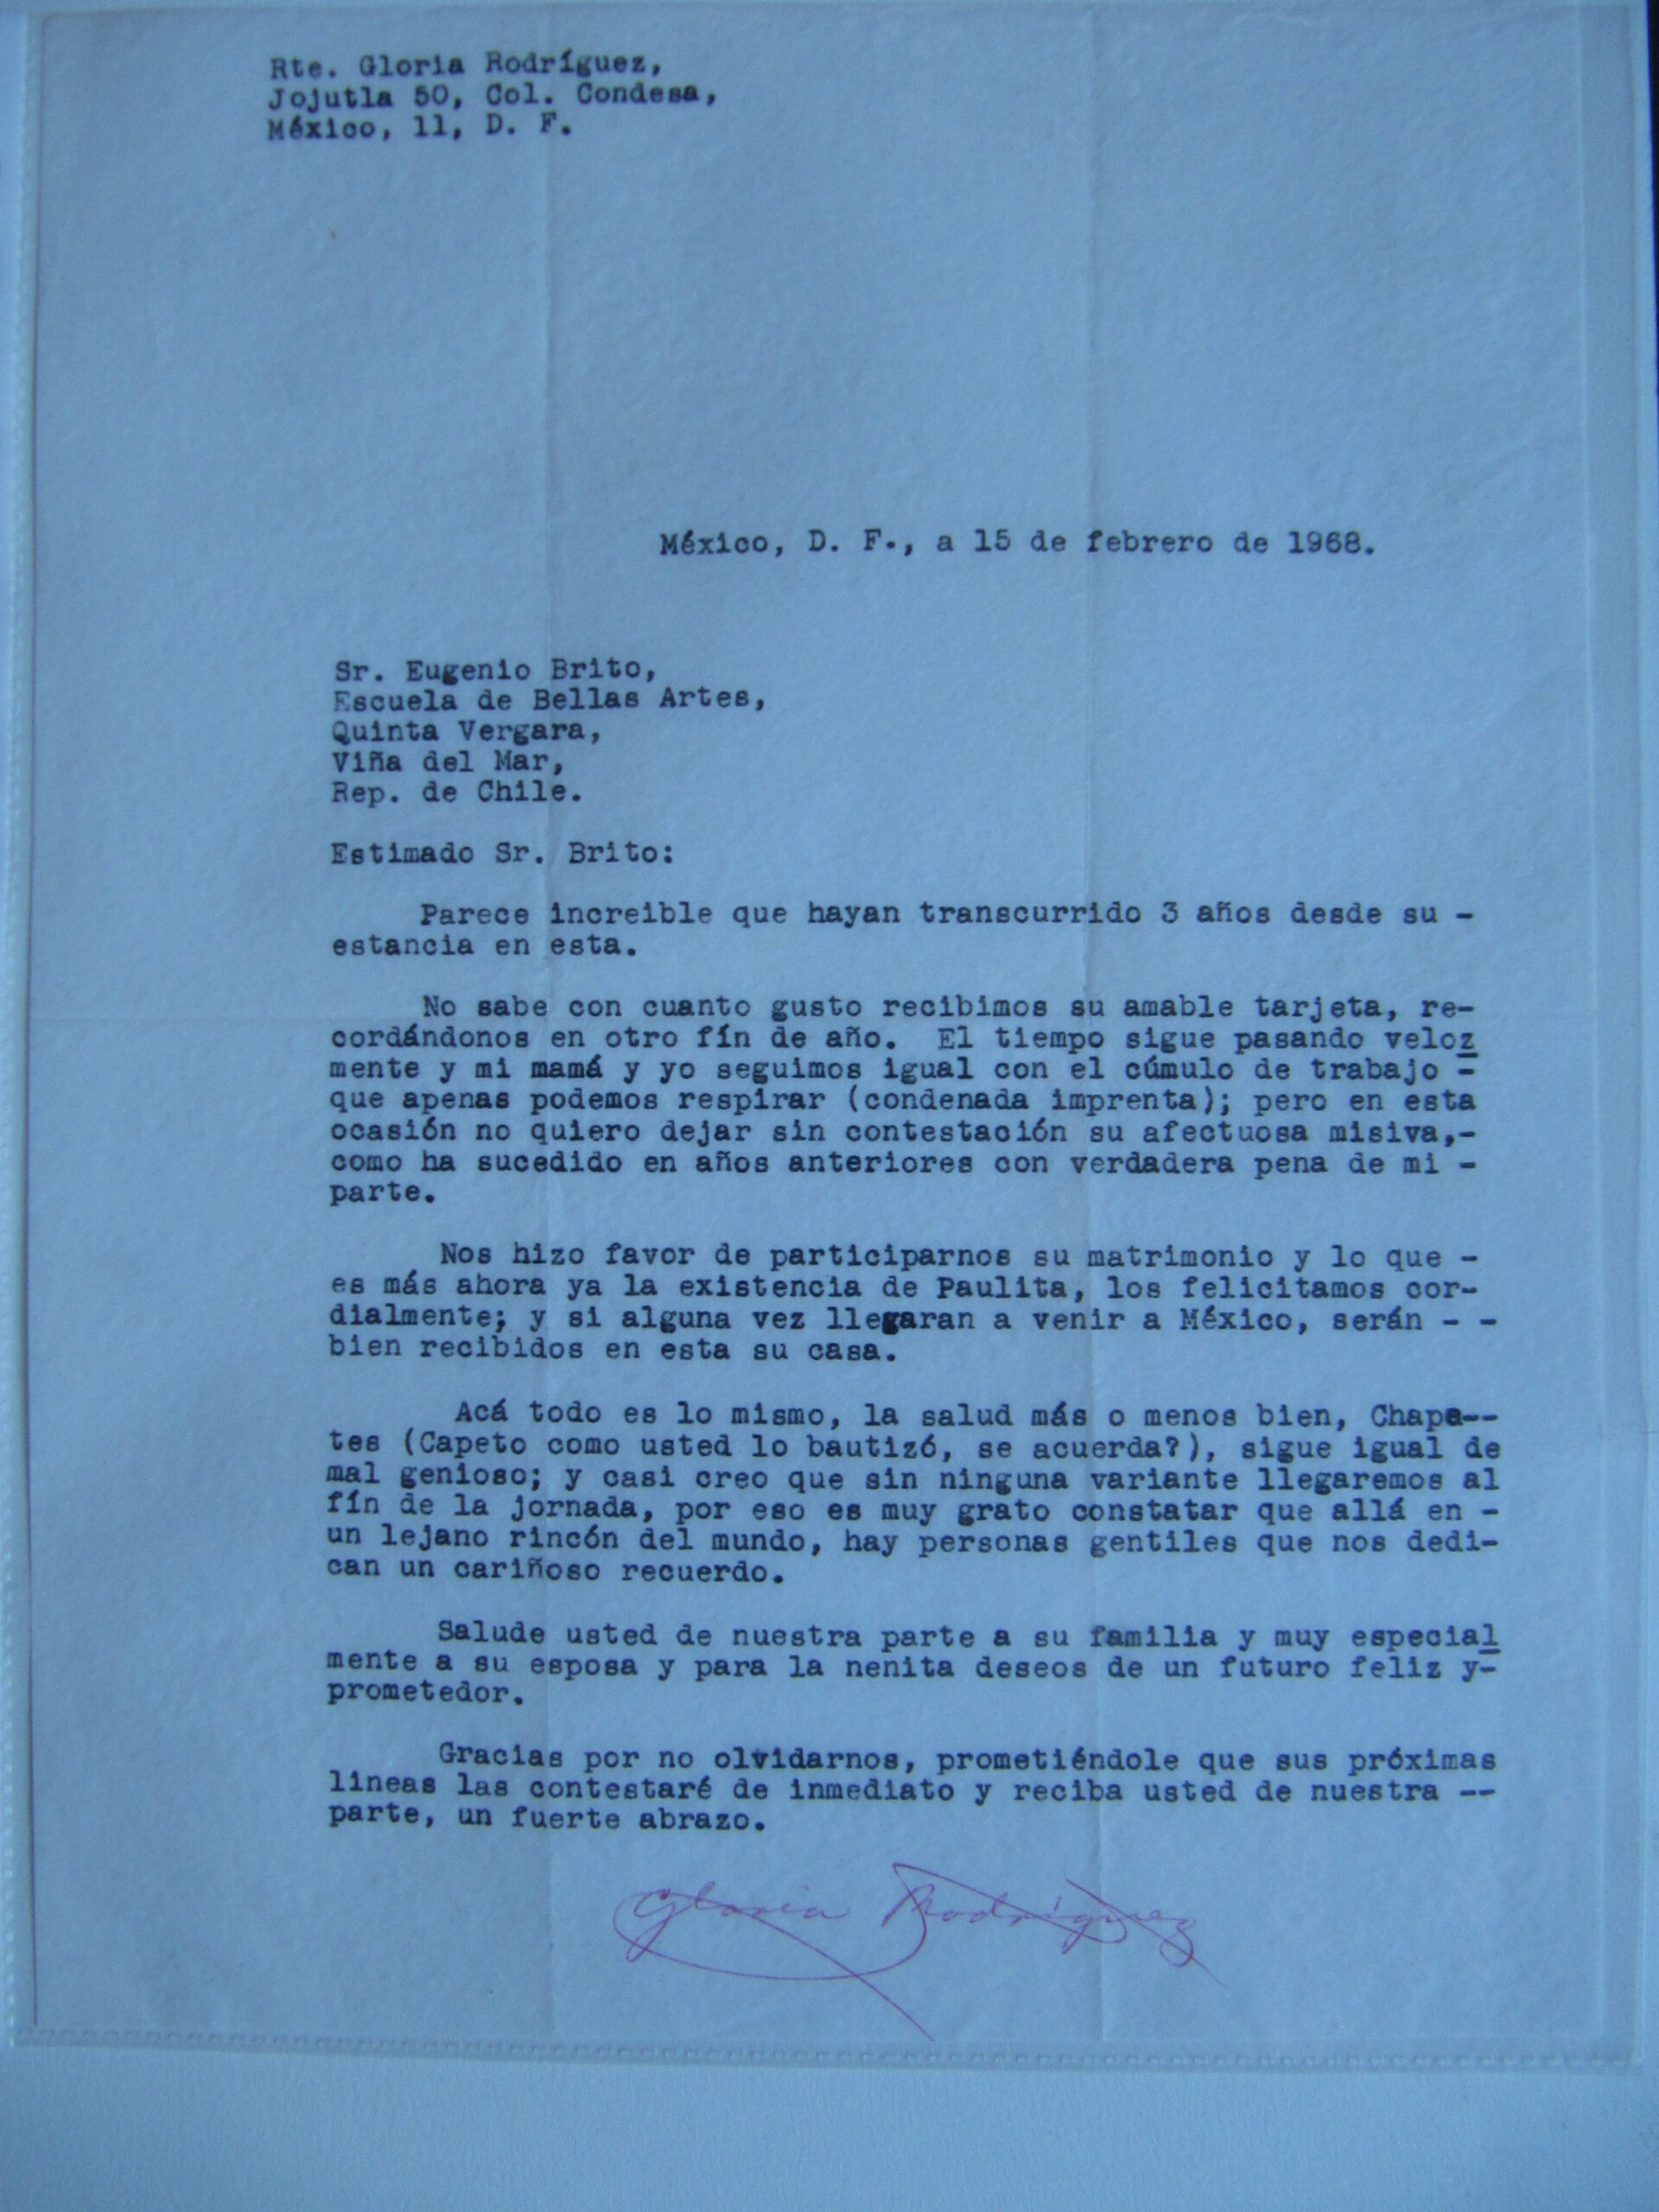 Rte. Gloria Rodríguez,
Jojutla 50, Col. Condesa,
México, 11, D. F.
México, D. F., a 15 de febrero de 1968.
Sr. Eugenio Brito,
Escuela de Bellas Artes,
Quinta Vergara,
Viña del Mar,
Rep. de Chile.
Estimado Sr. Brito:
Parece increible que hayan transcurrido 3 años desde su -
estancia en esta.
No sabe con cuanto gusto recibimos su amable tarjeta, re-
cordándonos en otro fín de año. El tiempo sigue pasando veloz
mente y mi mamá y yo seguimos igual con el cúmulo de trabajo -
que apenas podemos respirar (condenada imprenta); pero en esta
ocasión no quiero dejar sin contestación su afectuosa misiva,-
como ha sucedido en años anteriores con verdadera pena de mi -
parte.
Nos hizo favor de participarnos su matrimonio y lo que -
es más ahora ya la existencia de Paulita, los felicitamos cor-
dialmente; y si alguna vez llegaran a venir a México, serán - -
bien recibidos en esta su casa.
Acá todo es lo mismo, la salud más o menos bien, Chape--
tes (Capeto como usted lo bautizó, se acuerda?), sigue igual de
mal genioso; y casi creo que sin ninguna variante llegaremos al
fín de la jornada, por eso es muy grato constatar que allá en -
un lejano rincón del mundo, hay personas gentiles que nos dedi-
can un cariñoso recuerdo.
Salude usted de nuestra parte a su familia y muy especial
mente a su esposa y para la nenita deseos de un futuro feliz y-
prometedor.
Gracias por no olvidarnos, prometiéndole que sus próximas
lineas las contestaré de inmediato y reciba usted de nuestra --
parte, un fuerte abrazo.
Gloria Rodríguez